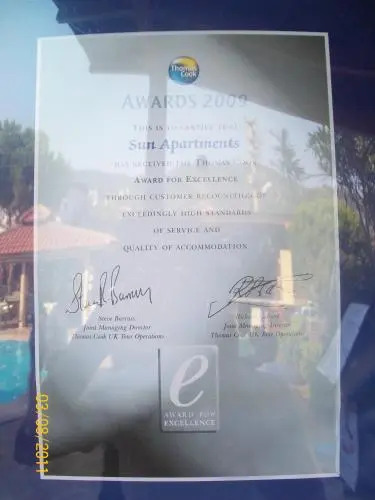 Thomas
Cook
AWARDS 2009
THIS IS TO CERTIFY THAT
Sun Apartments
HAS RECEIVED THE THOMAS COOK
AWARD FOR EXCELLENCE
THROUGH CUSTOMER RECOGNITION OF
EXCEEDINGLY HIGH STANDARDS
OF SERVICE AND
QUALITY OF ACCOMMODATION
Steve Barrass
Joint Managing Director
Joint Managing Director
Thomas Cook UK Tour Operations
Thomas Cook UK Tour Operations
e
AWARD FOR
EXCELLENCE
02/09/2011